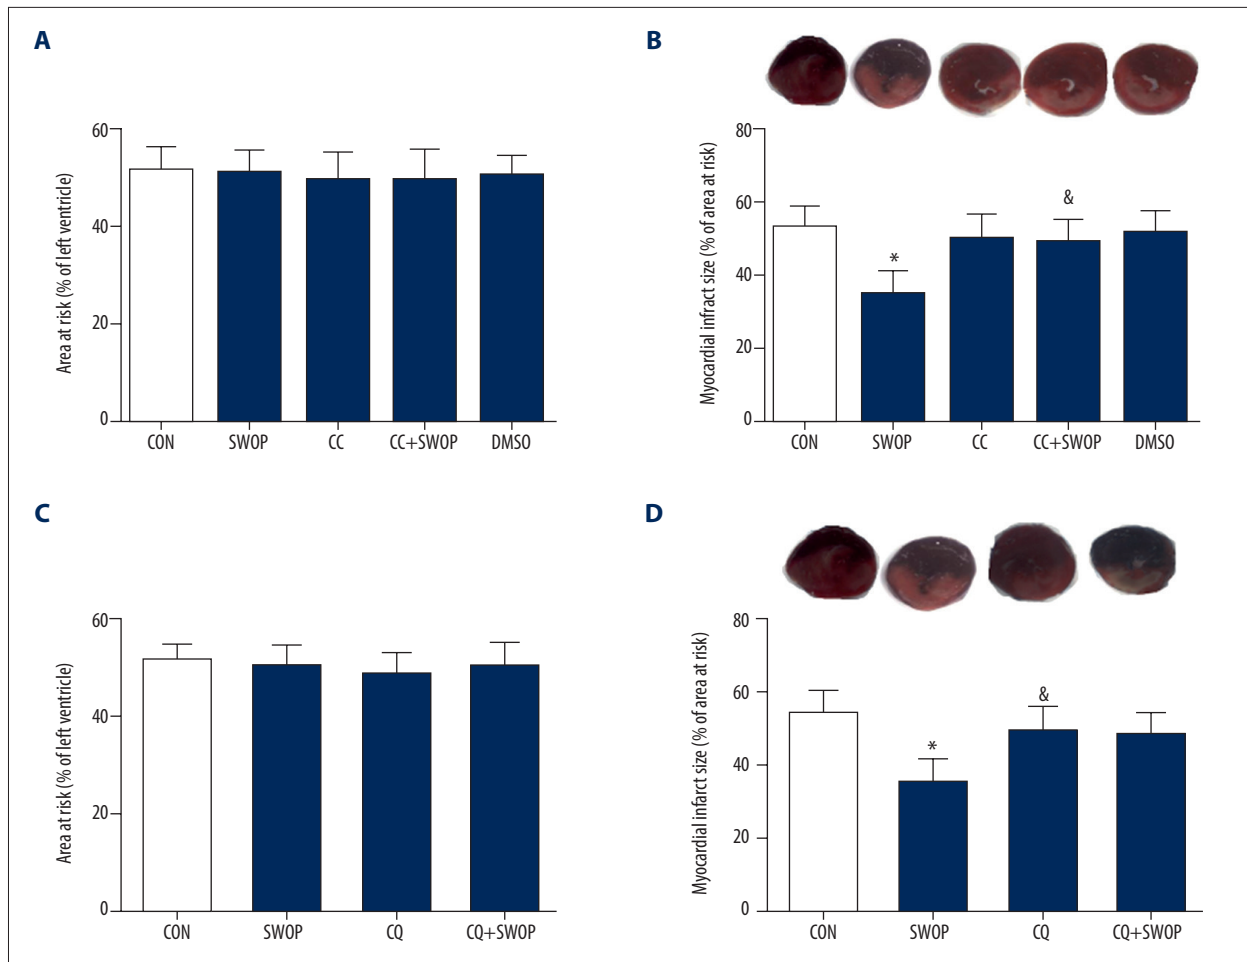 A
Area at risk (% of left ventricle)
60
40
20
0
CON SWOP CC CC+SWOP DMSO
B
Myocardial infract size (% of area at risk)
80
60
40
20
0
*
&
CON SWOP CC CC+SWOP DMSO
C
Area at risk (% of left ventricle)
60
40
20
0
CON SWOP CQ CQ+SWOP
D
Myocardial infarct size (% of area at risk)
80
60
40
20
0
*
&
CON SWOP CQ CQ+SWOP